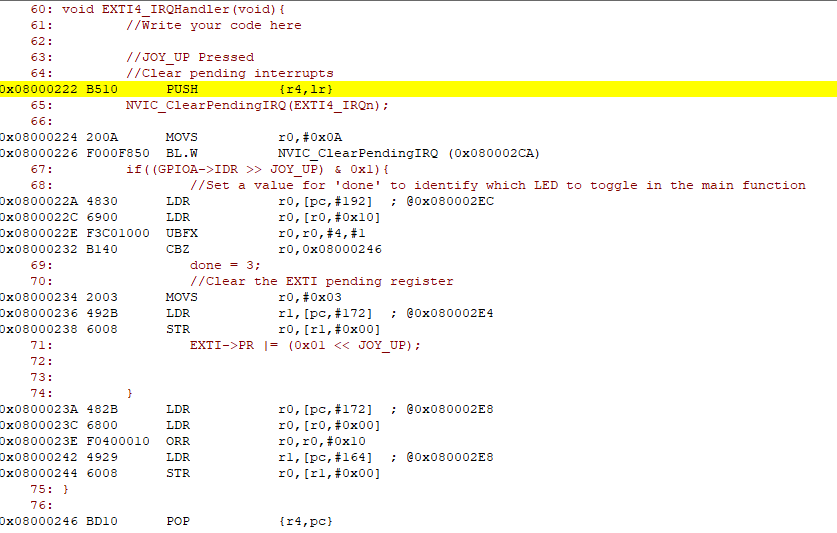 60: void EXTI4_IRQHandler(void){
61: //Write your code here
62:
63: //JOY_UP Pressed
64: //Clear pending interrupts
0x08000222 B510 PUSH {r4,lr}
65: NVIC_ClearPendingIRQ(EXTI4_IRQn);
66:
0x08000224 200A MOVS r0,#0x0A
0x08000226 F000F850 BL.W NVIC_ClearPendingIRQ (0x080002CA)
67: if((GPIOA->IDR >> JOY_UP) & 0x1){
68: //Set a value for 'done' to identify which LED to toggle in the main function
0x0800022A 4830 LDR r0,[pc,#192] ; @0x080002EC
0x0800022C 6900 LDR r0,[r0,#0x10]
0x0800022E F3C01000 UBFX r0,r0,#4,#1
0x08000232 B140 CBZ r0,0x08000246
69: done = 3;
70: //Clear the EXTI pending register
0x08000234 2003 MOVS r0,#0x03
0x08000236 492B LDR r1,[pc,#172] ; @0x080002E4
0x08000238 6008 STR r0,[r1,#0x00]
71: EXTI->PR |= (0x01 << JOY_UP);
72:
73:
74: }
0x0800023A 482B LDR r0,[pc,#172] ; @0x080002E8
0x0800023C 6800 LDR r0,[r0,#0x00]
0x0800023E F0400010 ORR r0,r0,#0x10
0x08000242 4929 LDR r1,[pc,#164] ; @0x080002E8
0x08000244 6008 STR r0,[r1,#0x00]
75: }
76:
0x08000246 BD10 POP {r4,pc}